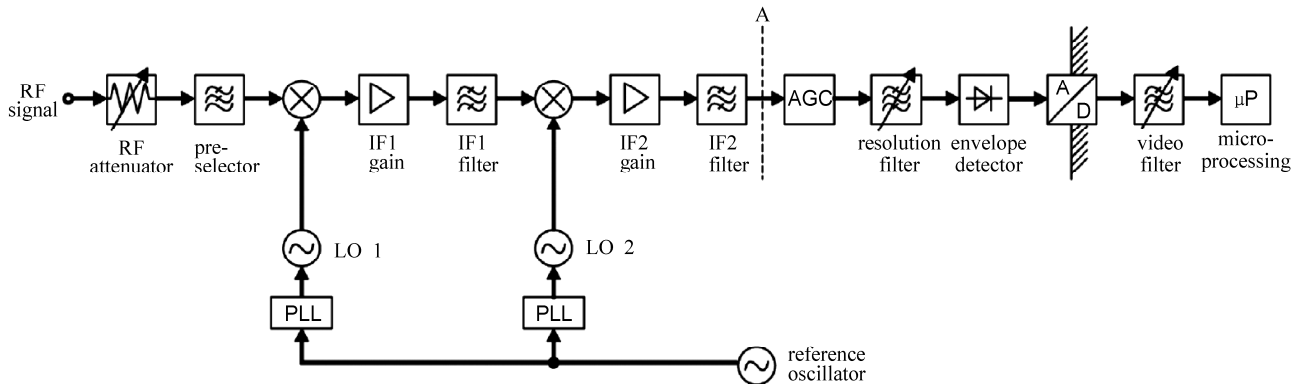 A
RF
signal
AGC
A
D
μP
RF
attenuator
pre-
selector
IF1
gain
IF1
filter
IF2
gain
IF2
filter
resolution
filter
envelope
detector
video
filter
micro-
processing
LO 1
LO 2
PLL
PLL
reference
oscillator